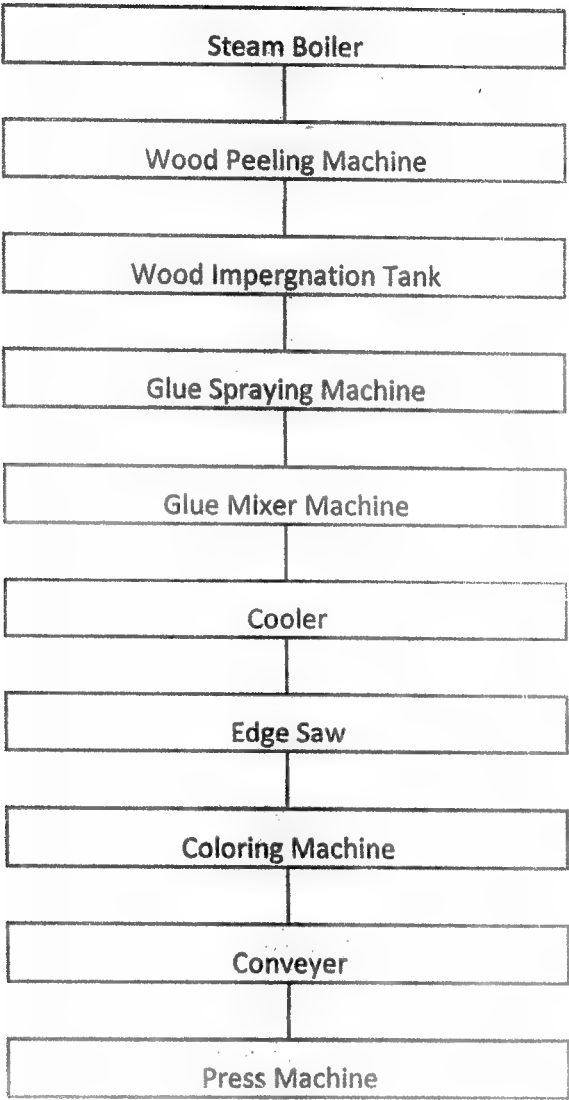 Steam Boiler
Wood Peeling Machine
Wood Impergnation Tank
Glue Spraying Machine
Glue Mixer Machine
Cooler
Edge Saw
Coloring Machine
Conveyer
Press Machine